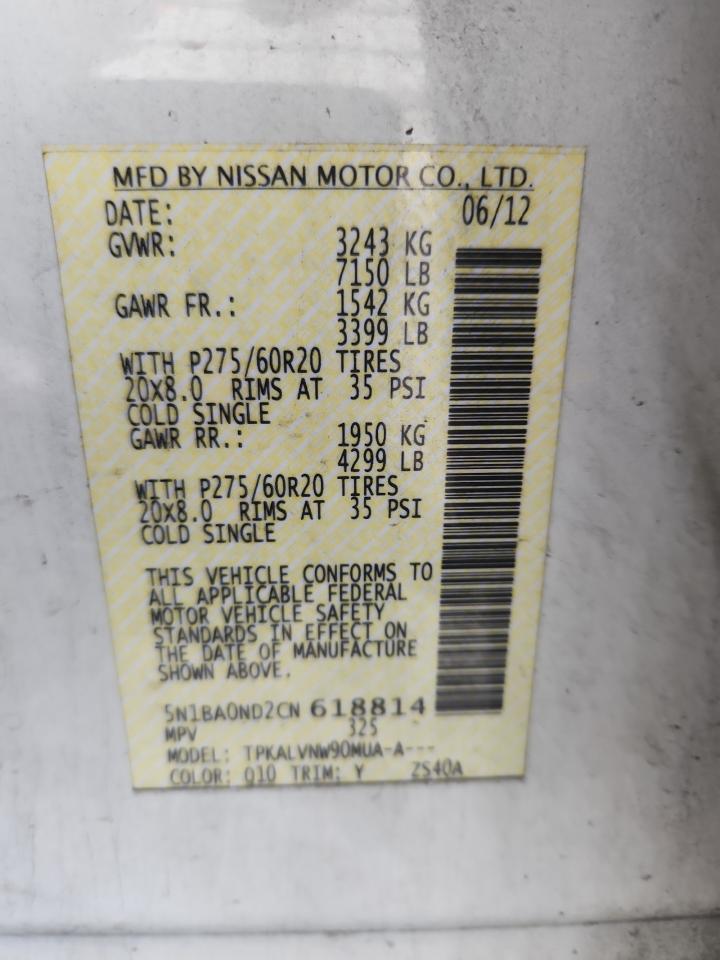 MFD BY NISSAN MOTOR CO., LTD.
DATE: 06/12
GVWR: 3243 KG
7150 LB
GAWR FR.: 1542 KG
3399 LB
WITH P275/60R20 TIRES
20X8.0 RIMS AT 35 PSI
COLD SINGLE
GAWR RR.: 1950 KG
4299 LB
WITH P275/60R20 TIRES
20X8.0 RIMS AT 35 PSI
COLD SINGLE
THIS VEHICLE CONFORMS TO
ALL APPLICABLE FEDERAL
MOTOR VEHICLE SAFETY
STANDARDS IN EFFECT ON
THE DATE OF MANUFACTURE
SHOWN ABOVE.
5N1BA0ND2CN 618814
MPV 325
MODEL: TPKALVNW90MUA-A---
COLOR: Q10 TRIM: Y ZS40A